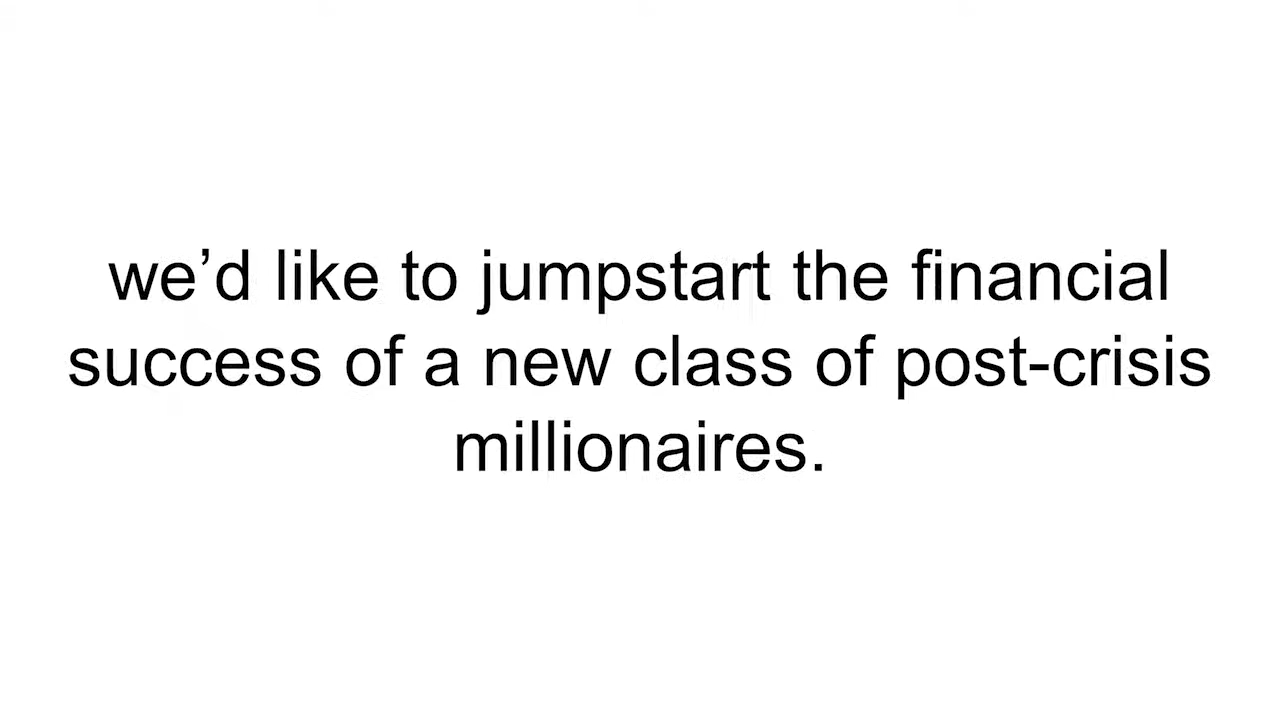 we’d like to jumpstart the financial
success of a new class of post-crisis
millionaires.